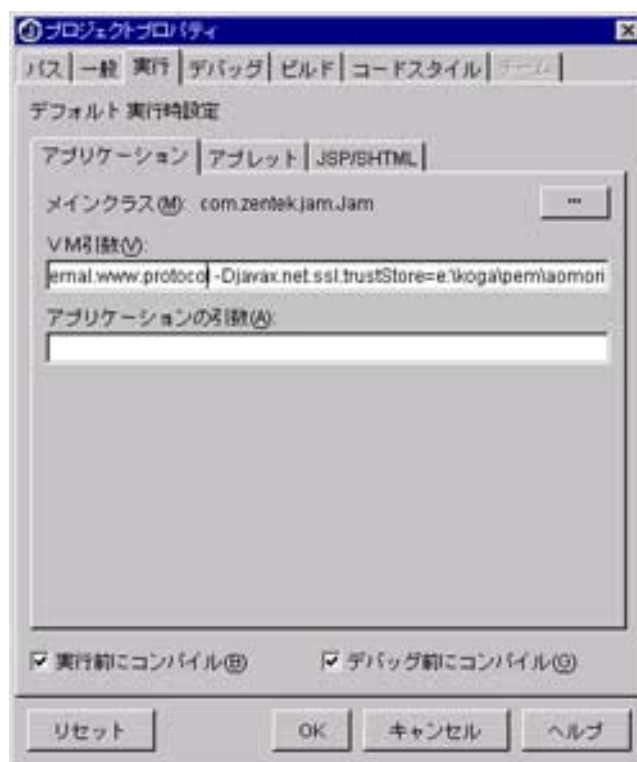 プロジェクトプロパティ
パス 一般 実行 デバッグ ビルド コードスタイル チーム
デフォルト 実行時設定
アプリケーション アプレット JSP/SHTML
メインクラス(M): com.zentek.jam.Jam ...
VM引数(V):
ernal.www.protocol -Djavax.net.ssl.trustStore=e:\koga\pem\aomori
アプリケーションの引数(A):
実行前にコンパイル(B) デバッグ前にコンパイル(G)
リセット OK キャンセル ヘルプ